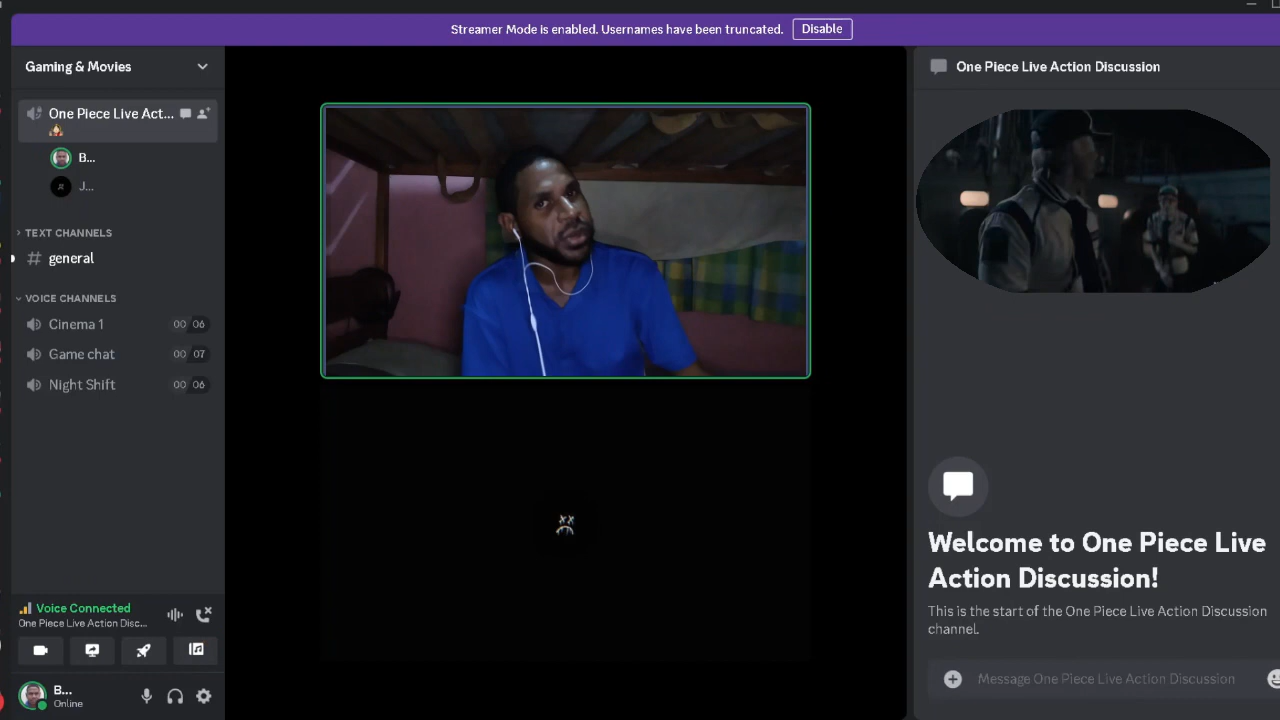 Streamer Mode is enabled. Usernames have been truncated. Disable
Gaming & Movies
One Piece Live Act...
B...
J...
TEXT CHANNELS
# general
VOICE CHANNELS
Cinema 1 00 06
Game chat 00 07
Night Shift 00 06
Voice Connected
One Piece Live Action Disc...
B...
Online
One Piece Live Action Discussion
Welcome to One Piece Live
Action Discussion!
This is the start of the One Piece Live Action Discussion
channel.
Message One Piece Live Action Discussion